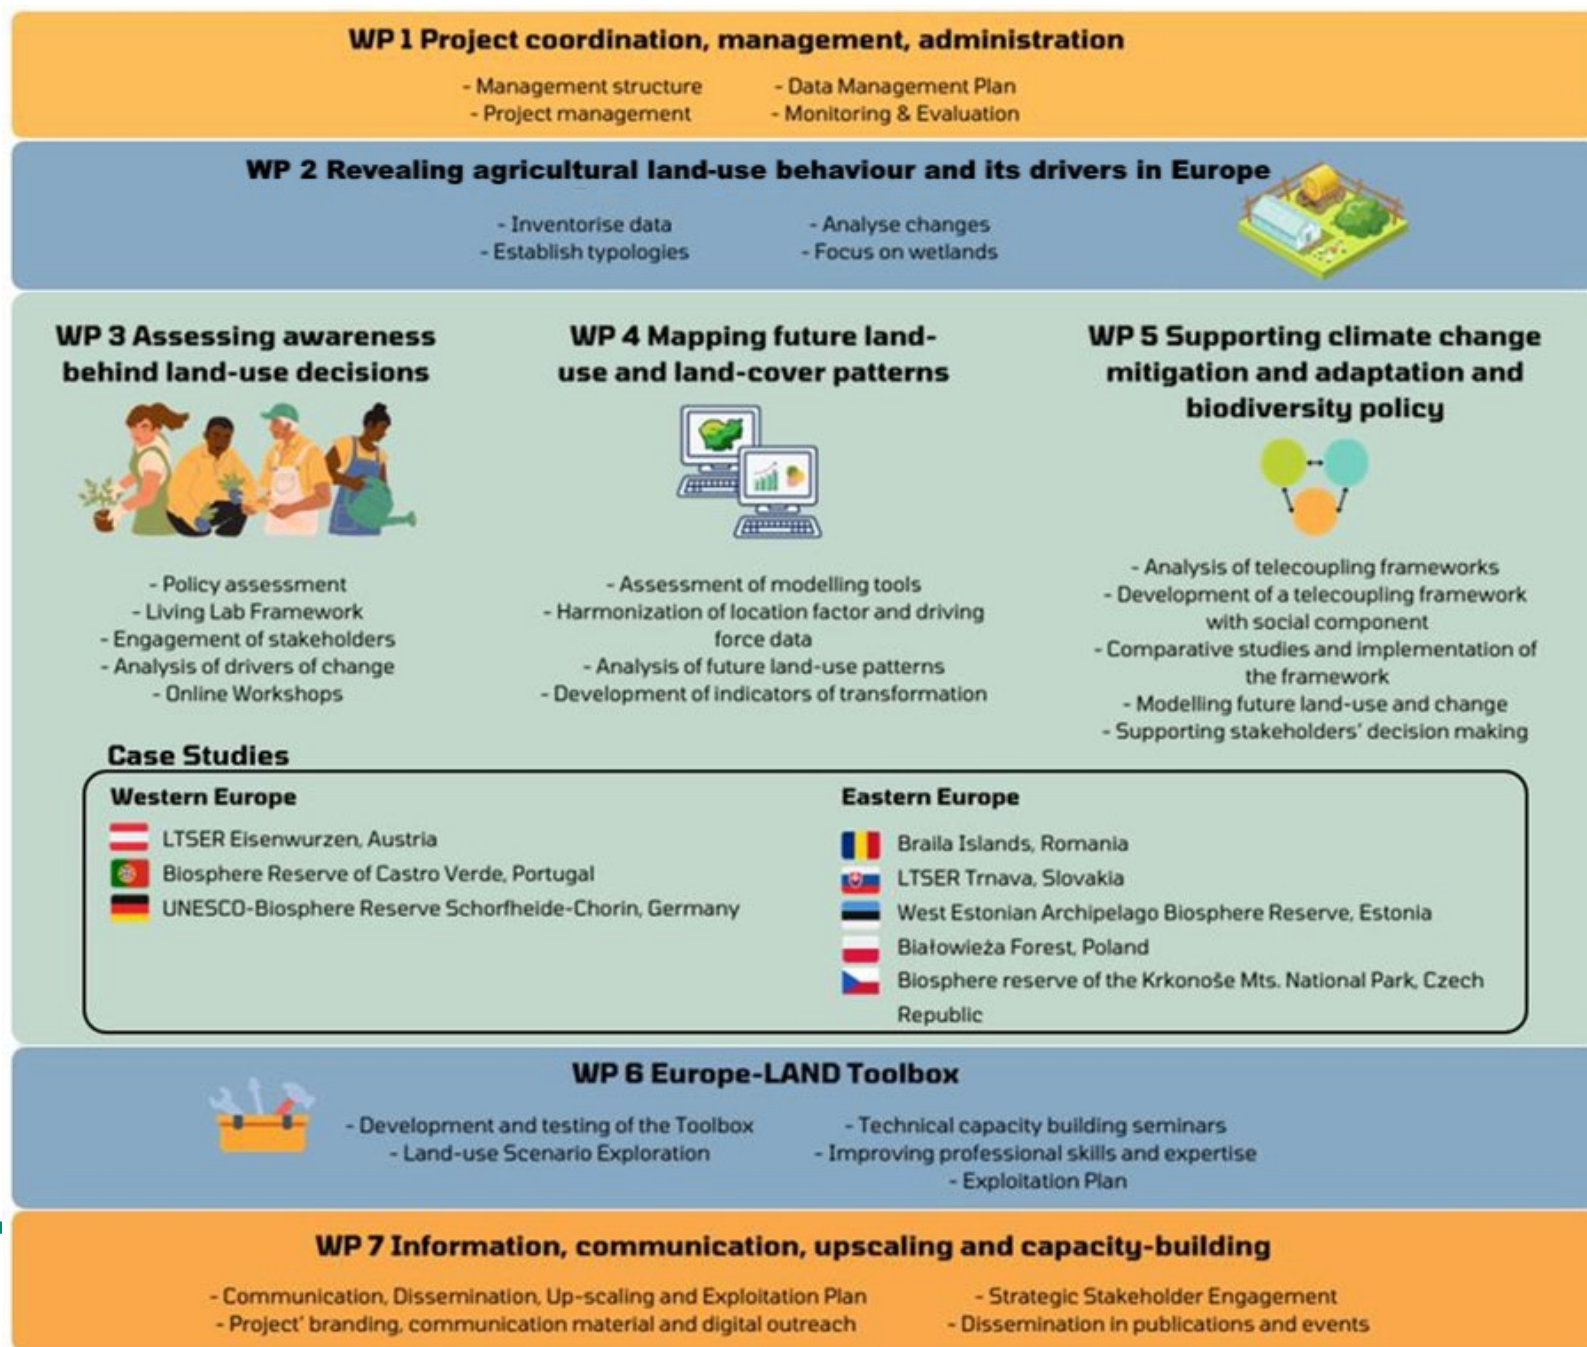 WP 1 Project coordination, management, administration
- Management structure
- Project management
- Data Management Plan
- Monitoring & Evaluation
WP 2 Revealing agricultural land-use behaviour and its drivers in Europe
- Inventorise data
- Establish typologies
- Analyse changes
- Focus on wetlands
WP 3 Assessing awareness
behind land-use decisions
- Policy assessment
- Living Lab Framework
- Engagement of stakeholders
- Analysis of drivers of change
- Online Workshops
WP 4 Mapping future land-
use and land-cover patterns
- Assessment of modelling tools
- Harmonization of location factor and driving
force data
- Analysis of future land-use patterns
- Development of indicators of transformation
WP 5 Supporting climate change
mitigation and adaptation and
biodiversity policy
- Analysis of telecoupling frameworks
- Development of a telecoupling framework
with social component
- Comparative studies and implementation of
the framework
- Modelling future land-use and change
- Supporting stakeholders' decision making
Case Studies
Western Europe
LTSER Eisenwurzen, Austria
Biosphere Reserve of Castro Verde, Portugal
UNESCO-Biosphere Reserve Schorfheide-Chorin, Germany
Eastern Europe
Braila Islands, Romania
LTSER Trnava, Slovakia
West Estonian Archipelago Biosphere Reserve, Estonia
Białowieża Forest, Poland
Biosphere reserve of the Krkonoše Mts. National Park, Czech
Republic
WP 6 Europe-LAND Toolbox
- Development and testing of the Toolbox
- Land-use Scenario Exploration
- Technical capacity building seminars
- Improving professional skills and expertise
- Exploitation Plan
WP 7 Information, communication, upscaling and capacity-building
- Communication, Dissemination, Up-scaling and Exploitation Plan
- Project' branding, communication material and digital outreach
- Strategic Stakeholder Engagement
- Dissemination in publications and events